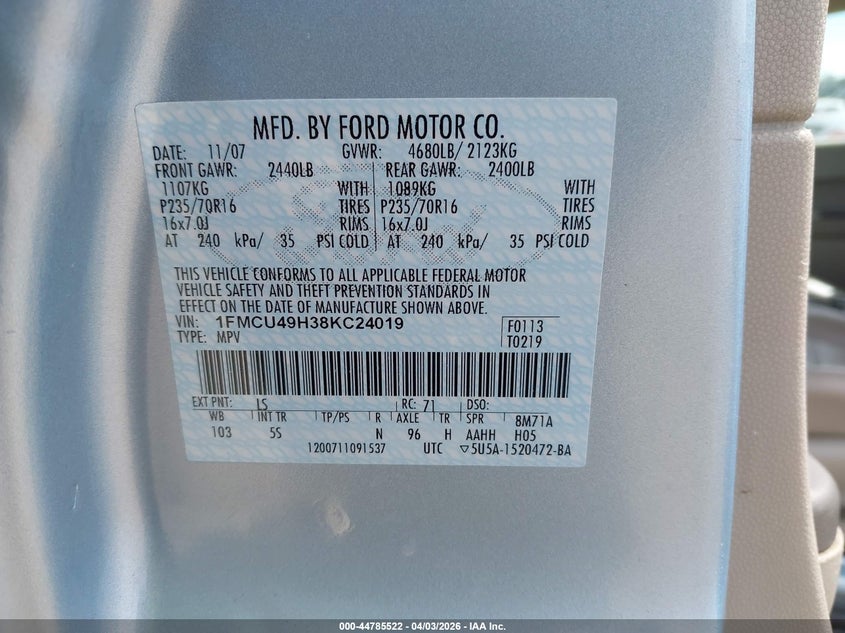 MFD. BY FORD MOTOR CO.
DATE: 11/07 GVWR: 4680LB/ 2123KG
FRONT GAWR: 2440LB REAR GAWR: 2400LB
1107KG WITH 1089KG WITH
P235/70R16 TIRES P235/70R16 TIRES
16x7.0J RIMS 16x7.0J RIMS
AT 240 kPa/ 35 PSI COLD AT 240 kPa/ 35 PSI COLD
THIS VEHICLE CONFORMS TO ALL APPLICABLE FEDERAL MOTOR
VEHICLE SAFETY AND THEFT PREVENTION STANDARDS IN
EFFECT ON THE DATE OF MANUFACTURE SHOWN ABOVE.
VIN: 1FMCU49H38KC24019 F0113
TYPE: MPV T0219
EXT PNT: LS RC: 71 DSO:
WB INT TR TP/PS R AXLE TR SPR 8M71A
103 5S N 96 H AAHH H05
1200711091537 UTC ▽5U5A-1520472-BA
000-44785522 - 04/03/2026 - IAA Inc.